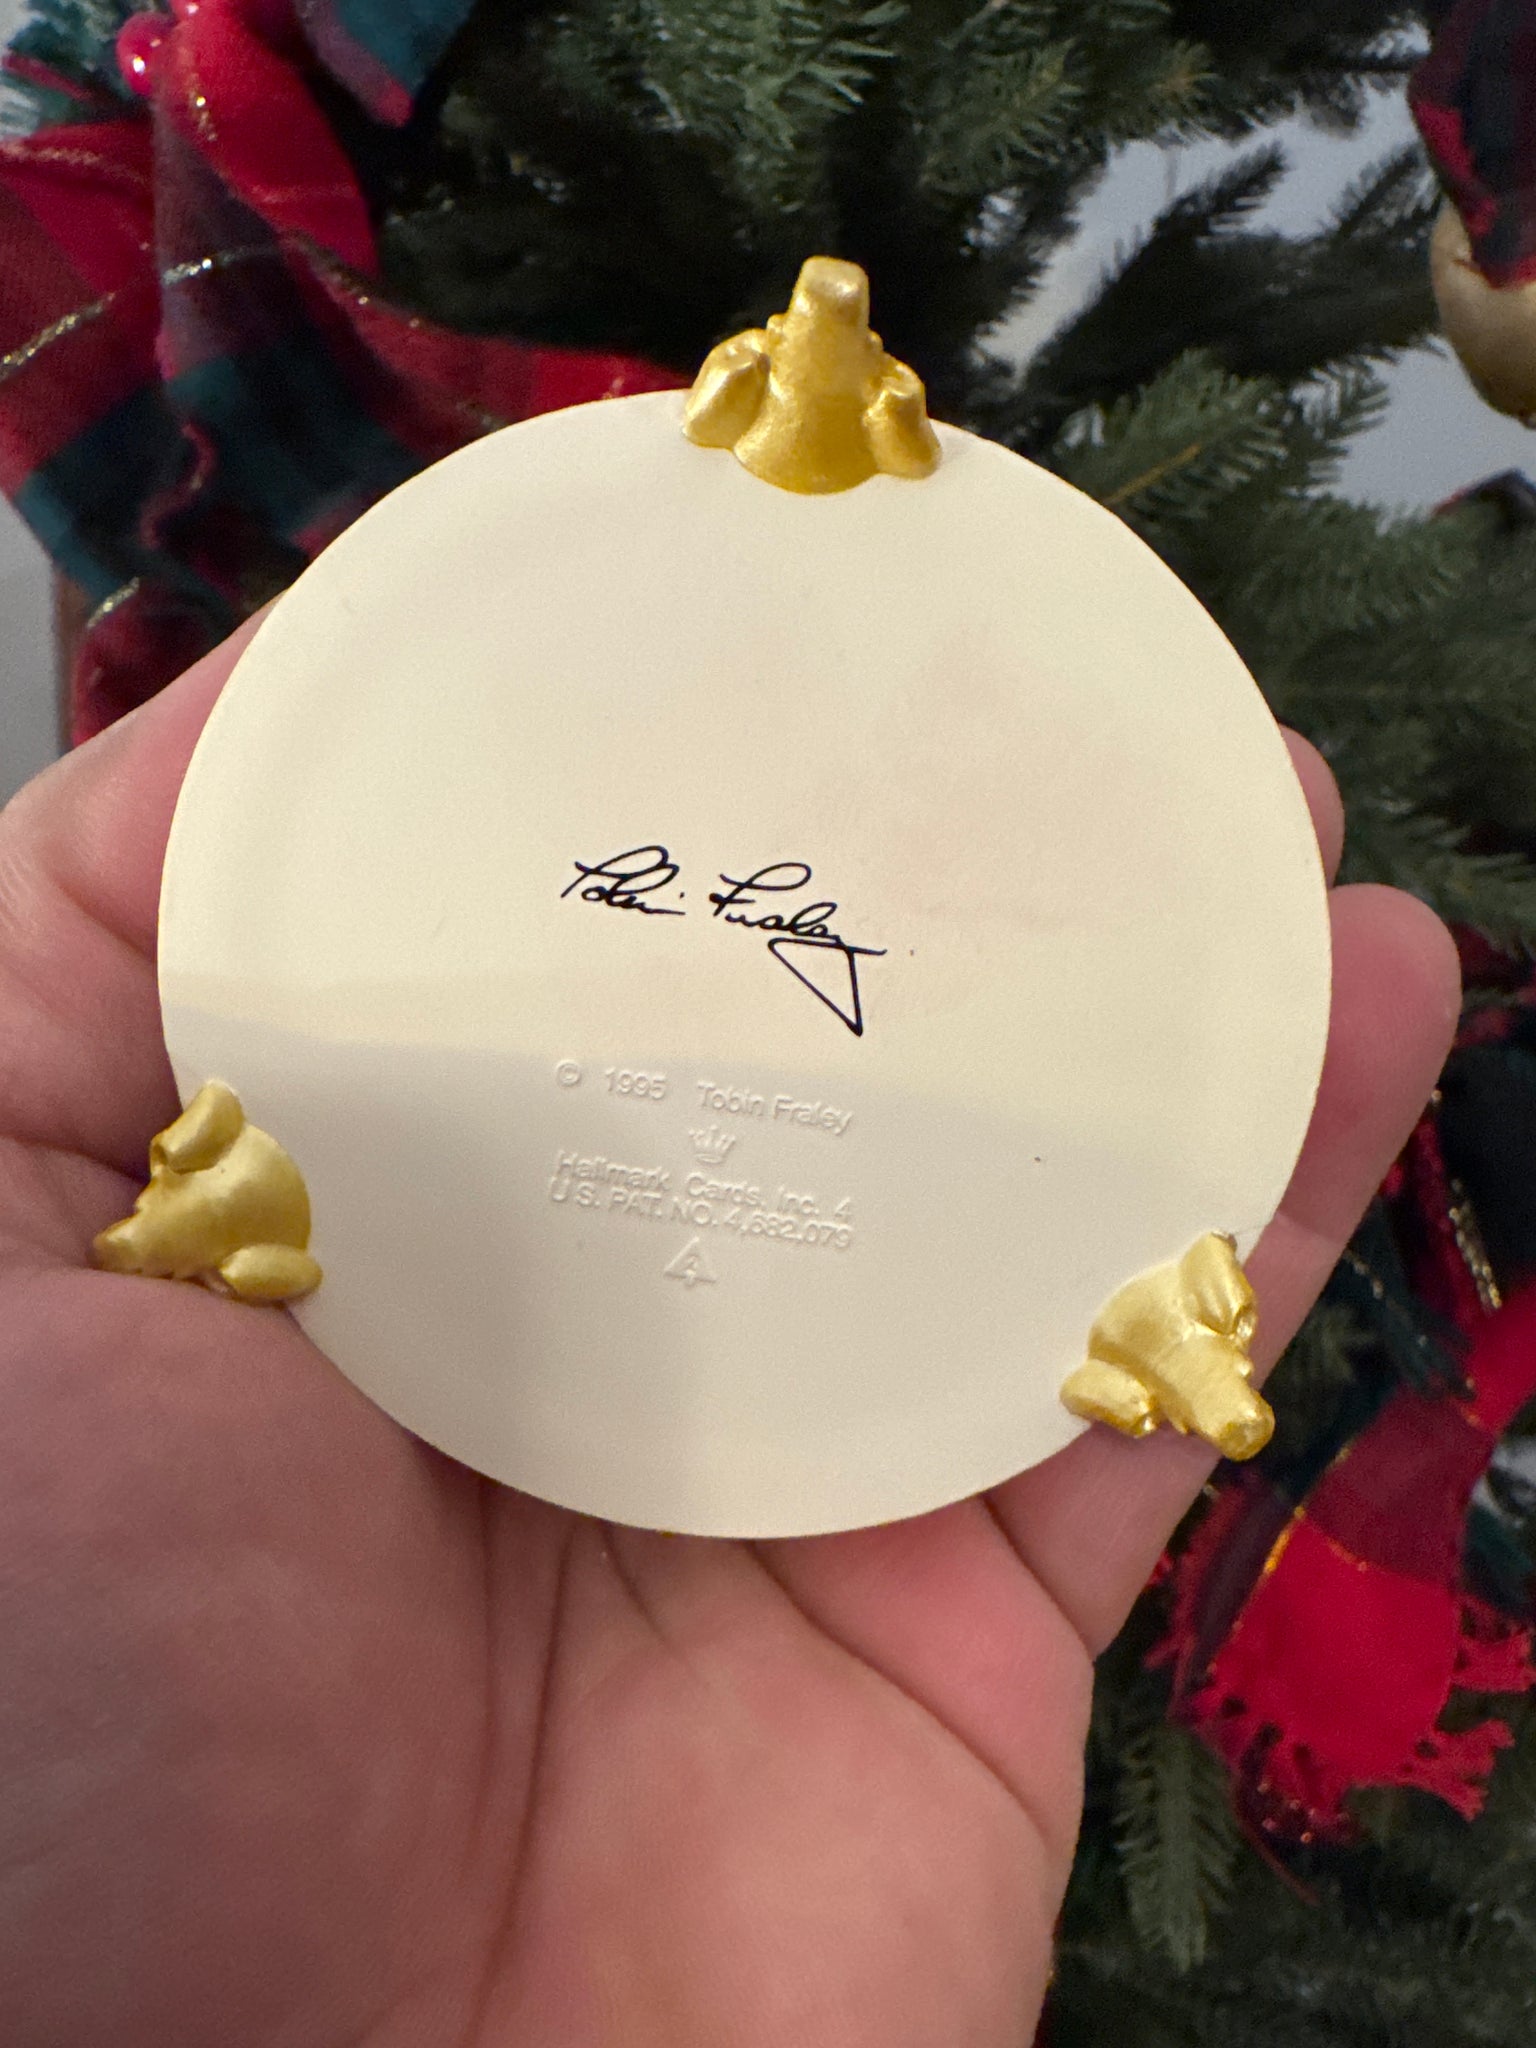 Tobin Fraley
© 1995 Tobin Fraley
Hallmark Cards, Inc. 4
U.S. PAT. NO. 4,682,079
4